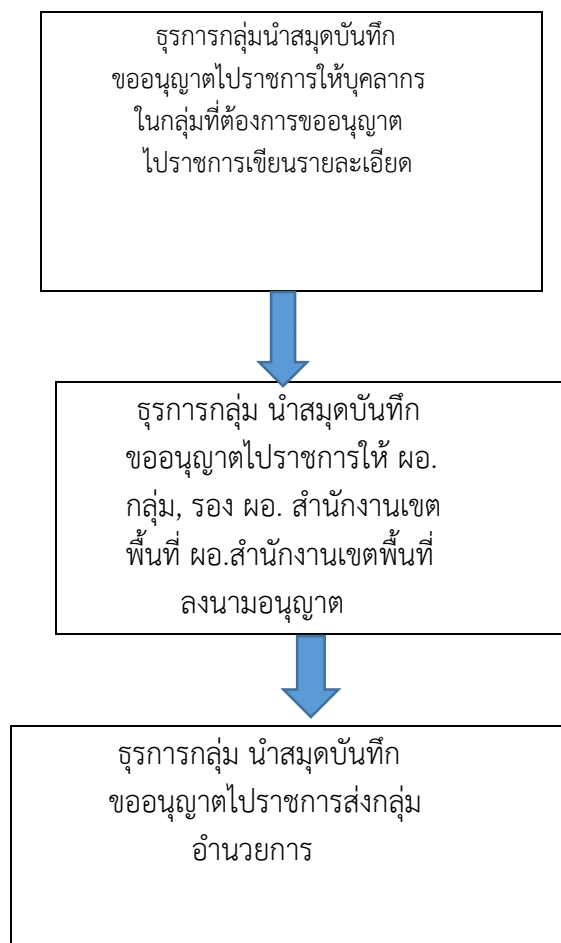 ธุรการกลุ่มนำสมุดบันทึก
ขออนุญาตไปราชการให้บุคลากร
ในกลุ่มที่ต้องการขออนุญาต
ไปราชการเขียนรายละเอียด
ธุรการกลุ่ม นำสมุดบันทึก
ขออนุญาตไปราชการให้ ผอ.
กลุ่ม, รอง ผอ. สำนักงานเขต
พื้นที่ ผอ.สำนักงานเขตพื้นที่
ลงนามอนุญาต
ธุรการกลุ่ม นำสมุดบันทึก
ขออนุญาตไปราชการส่งกลุ่ม
อำนวยการ